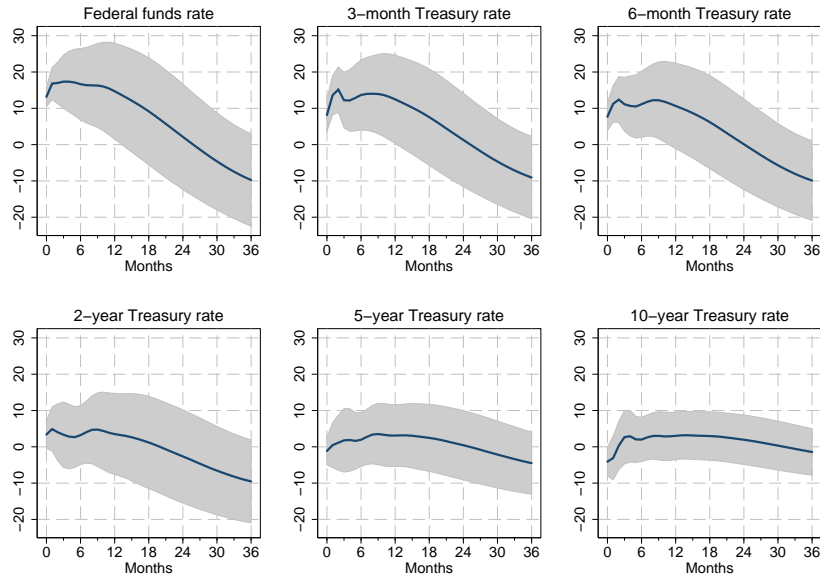 Federal funds rate
30
20
10
0
−10
−20
0 6 12 18 24 30 36
Months
3−month Treasury rate
30
20
10
0
−10
−20
0 6 12 18 24 30 36
Months
6−month Treasury rate
30
20
10
0
−10
−20
0 6 12 18 24 30 36
Months
2−year Treasury rate
30
20
10
0
−10
−20
0 6 12 18 24 30 36
Months
5−year Treasury rate
30
20
10
0
−10
−20
0 6 12 18 24 30 36
Months
10−year Treasury rate
30
20
10
0
−10
−20
0 6 12 18 24 30 36
Months